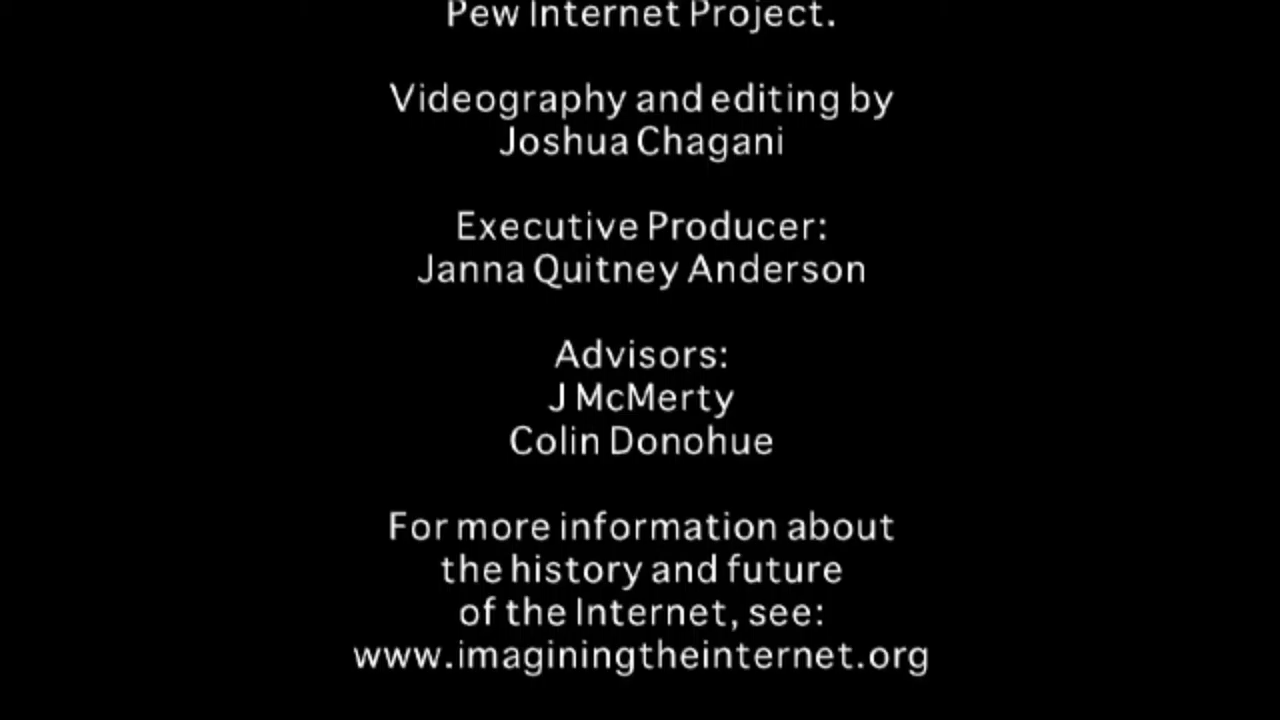 Pew Internet Project.
Videography and editing by
Joshua Chagani
Executive Producer:
Janna Quitney Anderson
Advisors:
J McMerty
Colin Donohue
For more information about
the history and future
of the Internet, see:
www.imaginingtheinternet.org